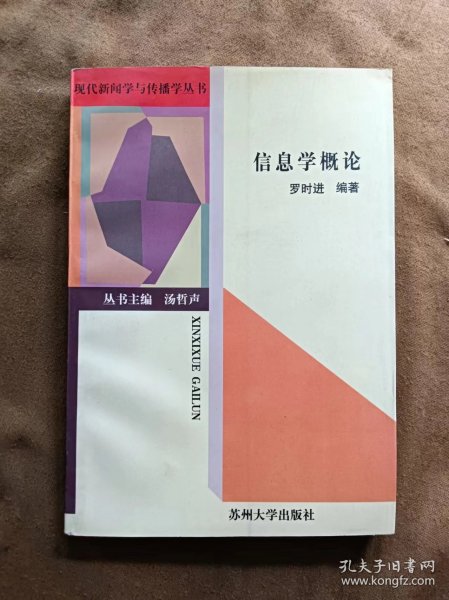 现代新闻学与传播学丛书
信息学概论
罗时进 编著
丛书主编 汤哲声
XINXIXUE GAILUN
苏州大学出版社
孔夫子旧书网
www.kongfz.com